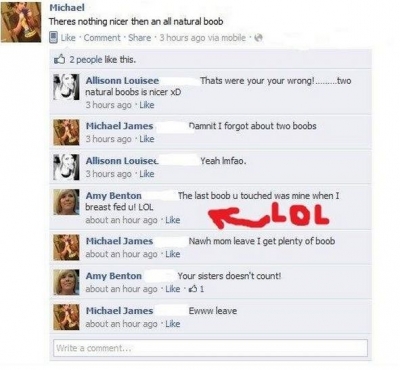 Michael
Theres nothing nicer then an all natural boob
Like · Comment · Share · 3 hours ago via mobile ·
2 people like this.
Allisonn Louisee Thats were your your wrong!.........two
natural boobs is nicer xD
3 hours ago · Like
Michael James Damnit I forgot about two boobs
3 hours ago · Like
Allisonn Louisee Yeah lmfao.
3 hours ago · Like
Amy Benton The last boob u touched was mine when I
breast fed u! LOL
about an hour ago · Like
LOL
Michael James Nawh mom leave I get plenty of boob
about an hour ago · Like
Amy Benton Your sisters doesn't count!
about an hour ago · Like · 1
Michael James Ewww leave
about an hour ago · Like
Write a comment...